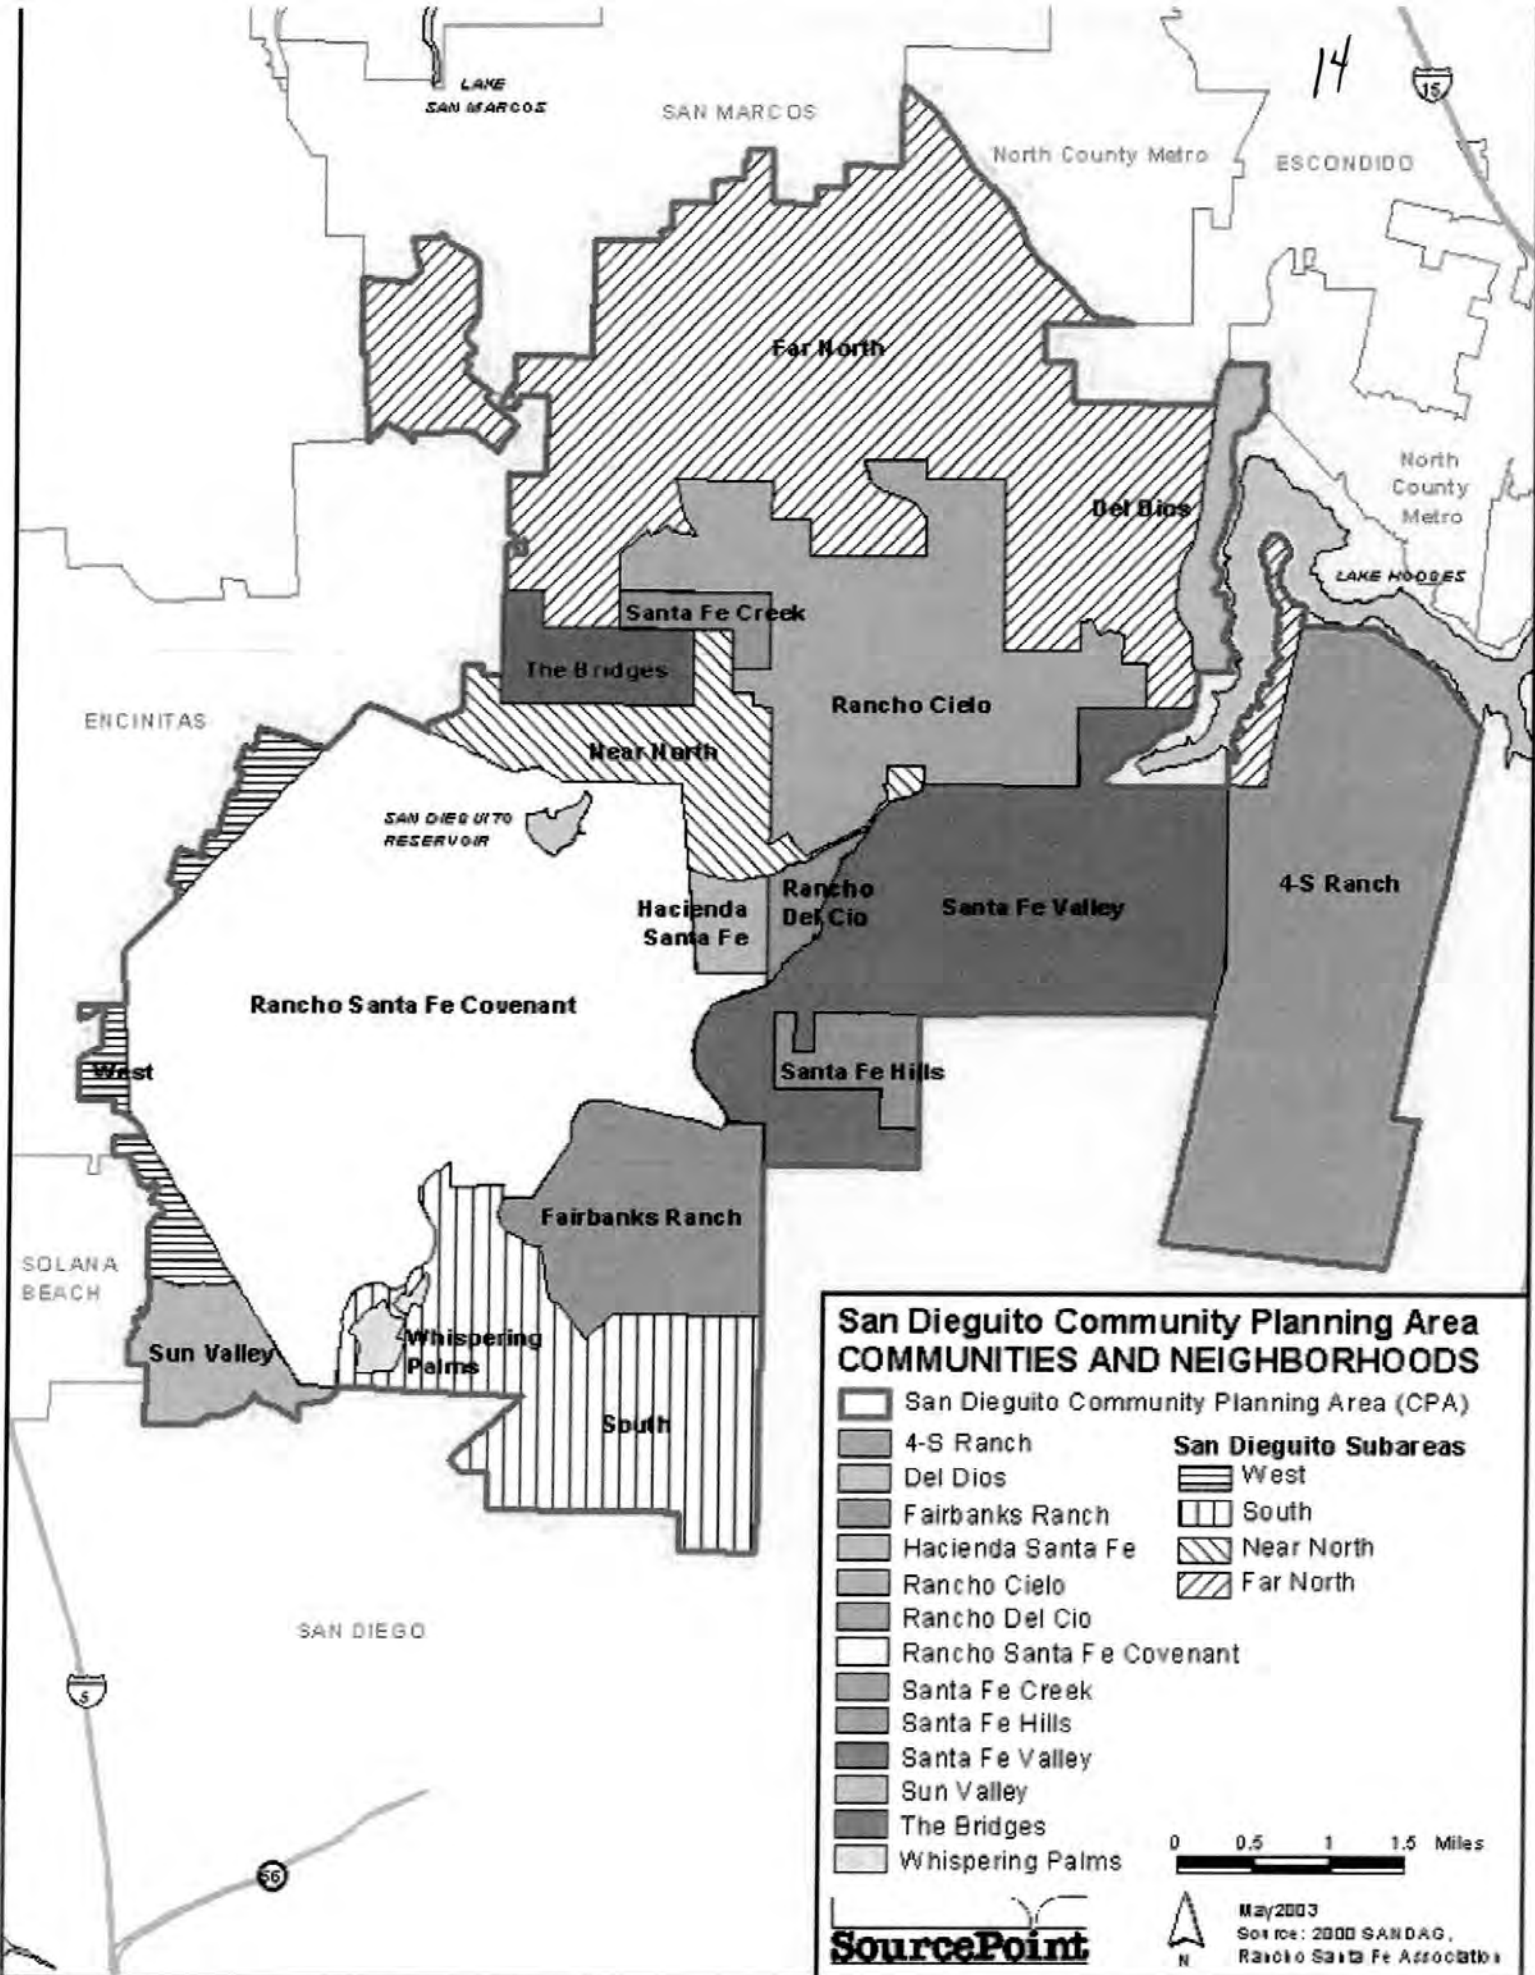 14
15
LAKE
SAN MARCOS
SAN MARCOS
North County Metro
ESCONDIDO
Far North
North
County
Metro
Del Dios
LAKE HODGES
Santa Fe Creek
The Bridges
Rancho Cielo
ENCINITAS
Near North
SAN DIEGUITO
RESERVOIR
4-S Ranch
Rancho
Del Cio
Santa Fe Valley
Hacienda
Santa Fe
Rancho Santa Fe Covenant
West
Santa Fe Hills
Fairbanks Ranch
SOLANA
BEACH
Whispering
Palms
Sun Valley
South
San Dieguito Community Planning Area
COMMUNITIES AND NEIGHBORHOODS
San Dieguito Community Planning Area (CPA)
4-S Ranch
Del Dios
Fairbanks Ranch
Hacienda Santa Fe
Rancho Cielo
Rancho Del Cio
Rancho Santa Fe Covenant
Santa Fe Creek
Santa Fe Hills
Santa Fe Valley
Sun Valley
The Bridges
Whispering Palms
San Dieguito Subareas
West
South
Near North
Far North
SAN DIEGO
5
56
0 0.5 1 1.5 Miles
SourcePoint
N
May 2003
Source: 2000 SANDAG,
Rancho Santa Fe Association